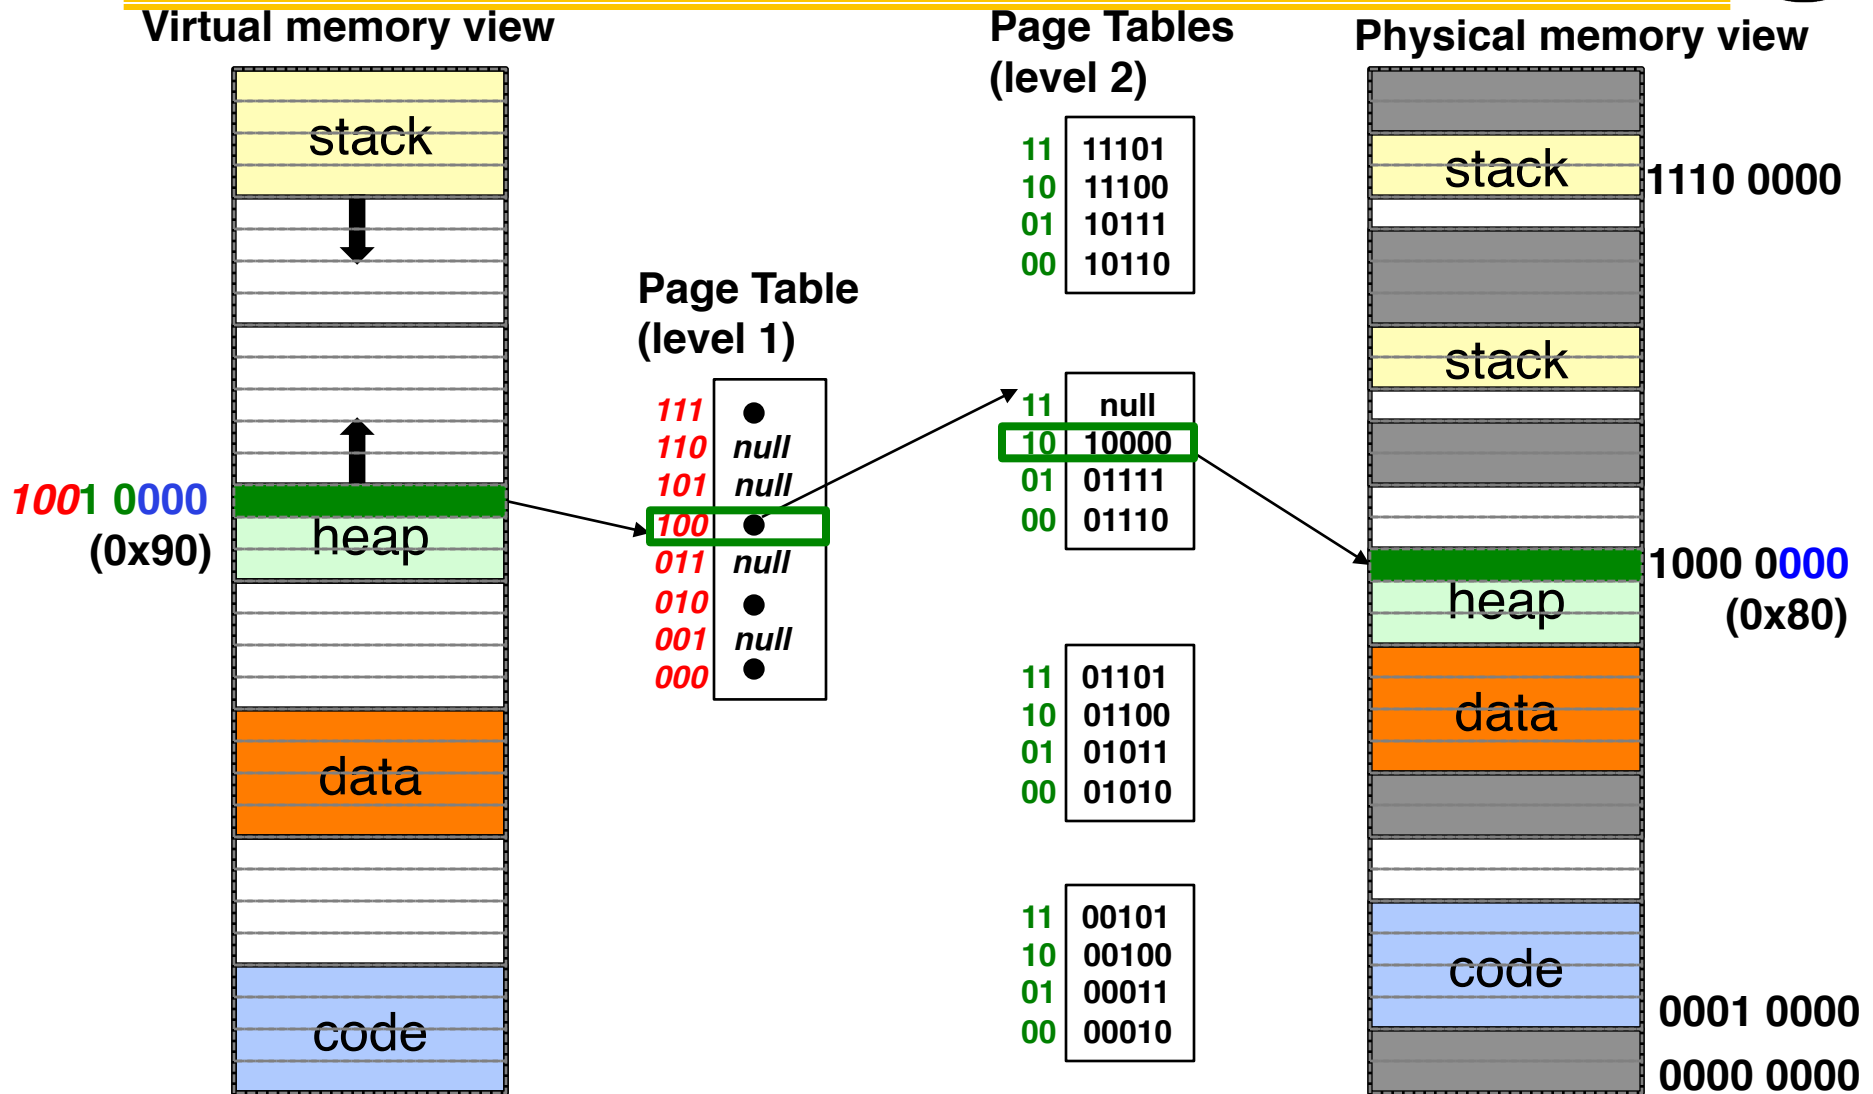 Virtual memory view
stack
1001 0000
(0x90)
heap
data
code
Page Table
(level 1)
111
110 null
101 null
100
011 null
010
001 null
000
Page Tables
(level 2)
11 11101
10 11100
01 10111
00 10110
11 null
10 10000
01 01111
00 01110
11 01101
10 01100
01 01011
00 01010
11 00101
10 00100
01 00011
00 00010
Physical memory view
stack
1110 0000
stack
1000 0000
(0x80)
heap
data
code
0001 0000
0000 0000